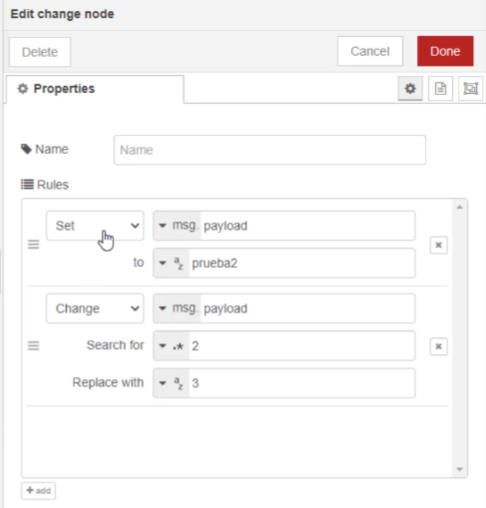 Edit change node
Delete Cancel Done
Properties
Name Name
Rules
Set msg. payload
to a z prueba2
Change msg. payload
Search for .* 2
Replace with a z 3
+ add